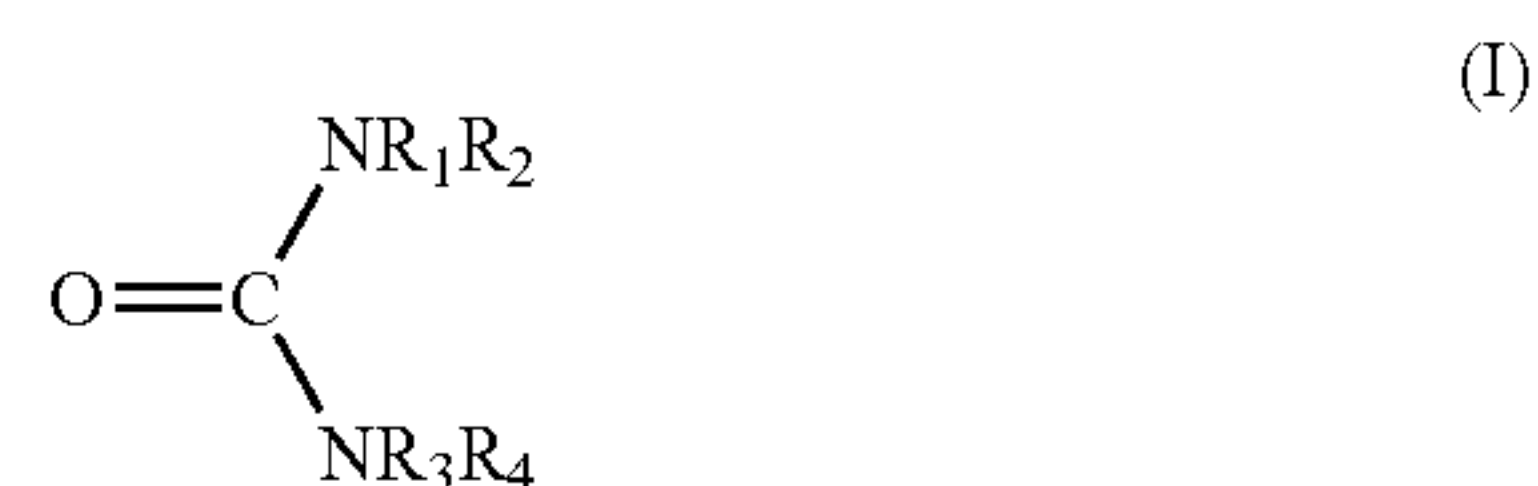 (I)
NR₁R₂
O=C
NR₃R₄